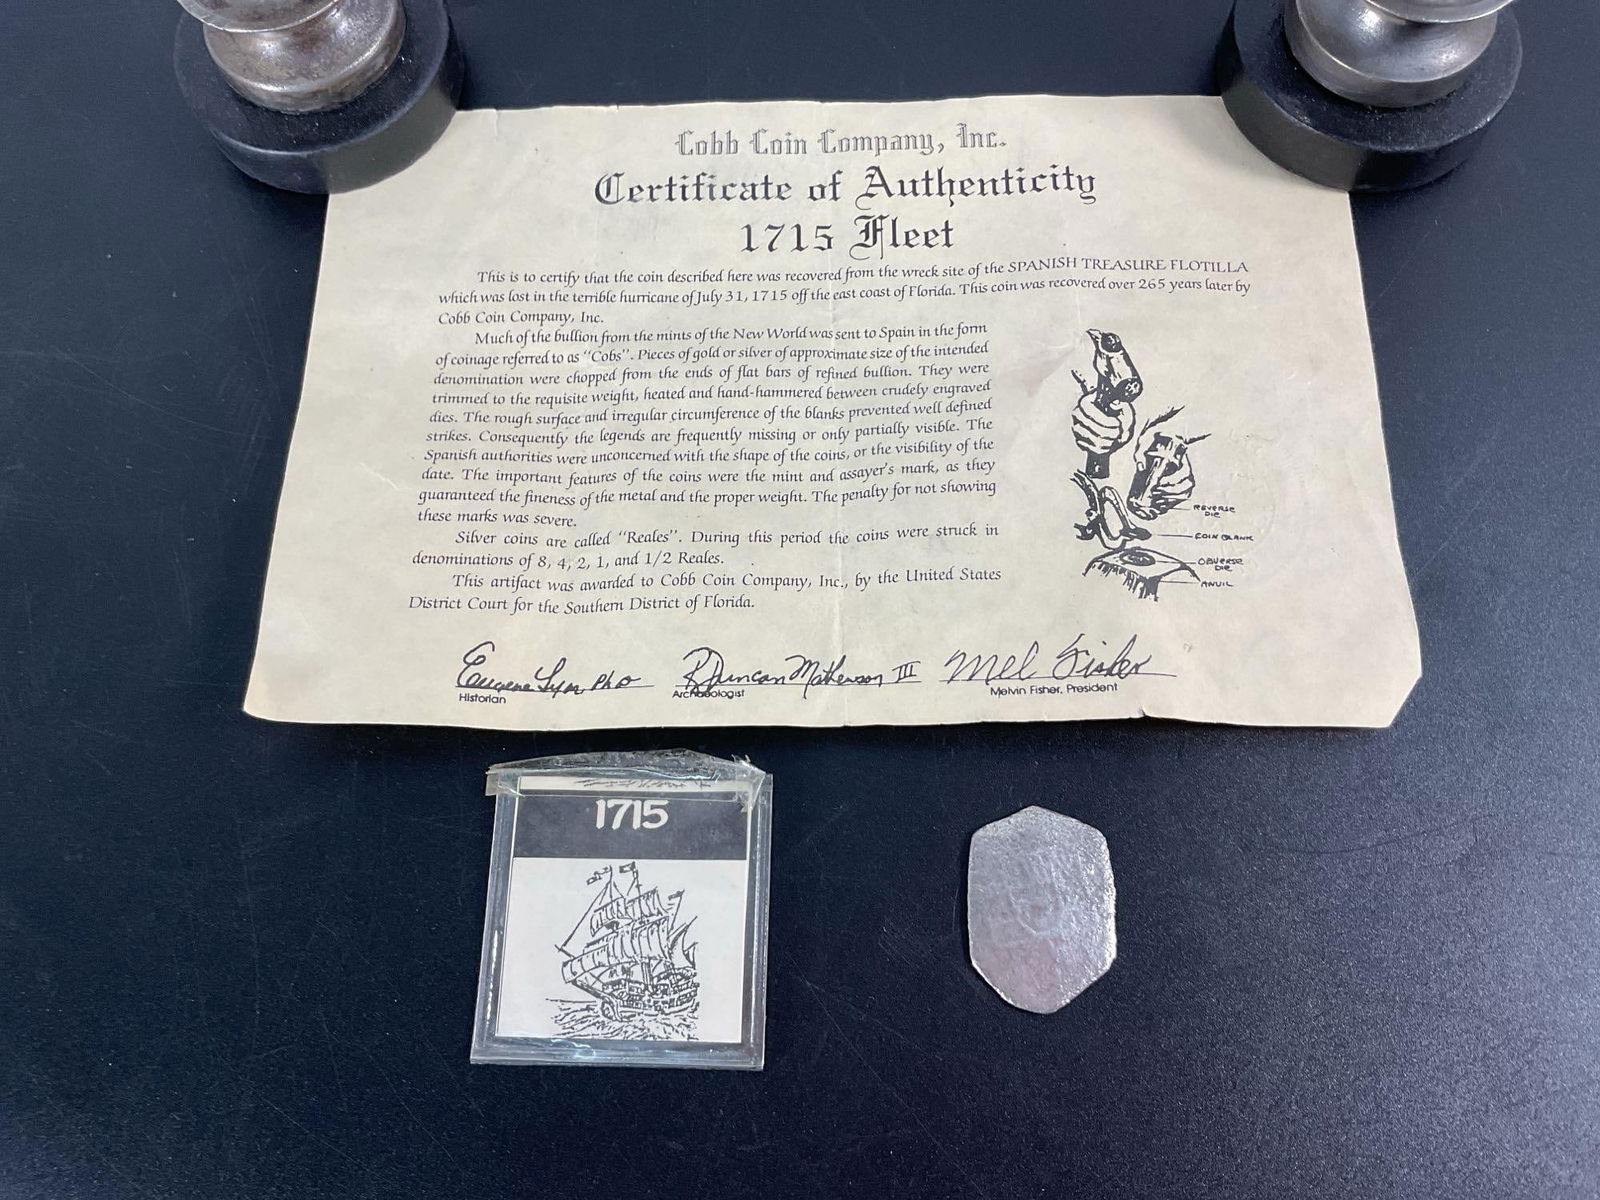 Cobb Coin Company, Inc.
Certificate of Authenticity
1715 Fleet
This is to certify that the coin described here was recovered from the wreck site of the SPANISH TREASURE FLOTILLA
which was lost in the terrible hurricane of July 31, 1715 off the east coast of Florida. This coin was recovered over 265 years later by
Cobb Coin Company, Inc.
Much of the bullion from the mints of the New World was sent to Spain in the form
of coinage referred to as "Cobs". Pieces of gold or silver of approximate size of the intended
denomination were chopped from the ends of flat bars of refined bullion. They were
trimmed to the requisite weight, heated and hand-hammered between crudely engraved
dies. The rough surface and irregular circumference of the blanks prevented well defined
strikes. Consequently the legends are frequently missing or only partially visible. The
Spanish authorities were unconcerned with the shape of the coins, or the visibility of the
date. The important features of the coins were the mint and assayer's mark, as they
guaranteed the fineness of the metal and the proper weight. The penalty for not showing
these marks was severe.
Silver coins are called "Reales". During this period the coins were struck in
denominations of 8, 4, 2, 1, and 1/2 Reales.
This artifact was awarded to Cobb Coin Company, Inc., by the United States
District Court for the Southern District of Florida.
REVERSE
DIE
COIN BLANK
OBVERSE
DIE
ANVIL
Eugene Lyon PhD
Historian
R Duncan Mathewson III
Archaeologist
Mel Fisher
Melvin Fisher, President
1715